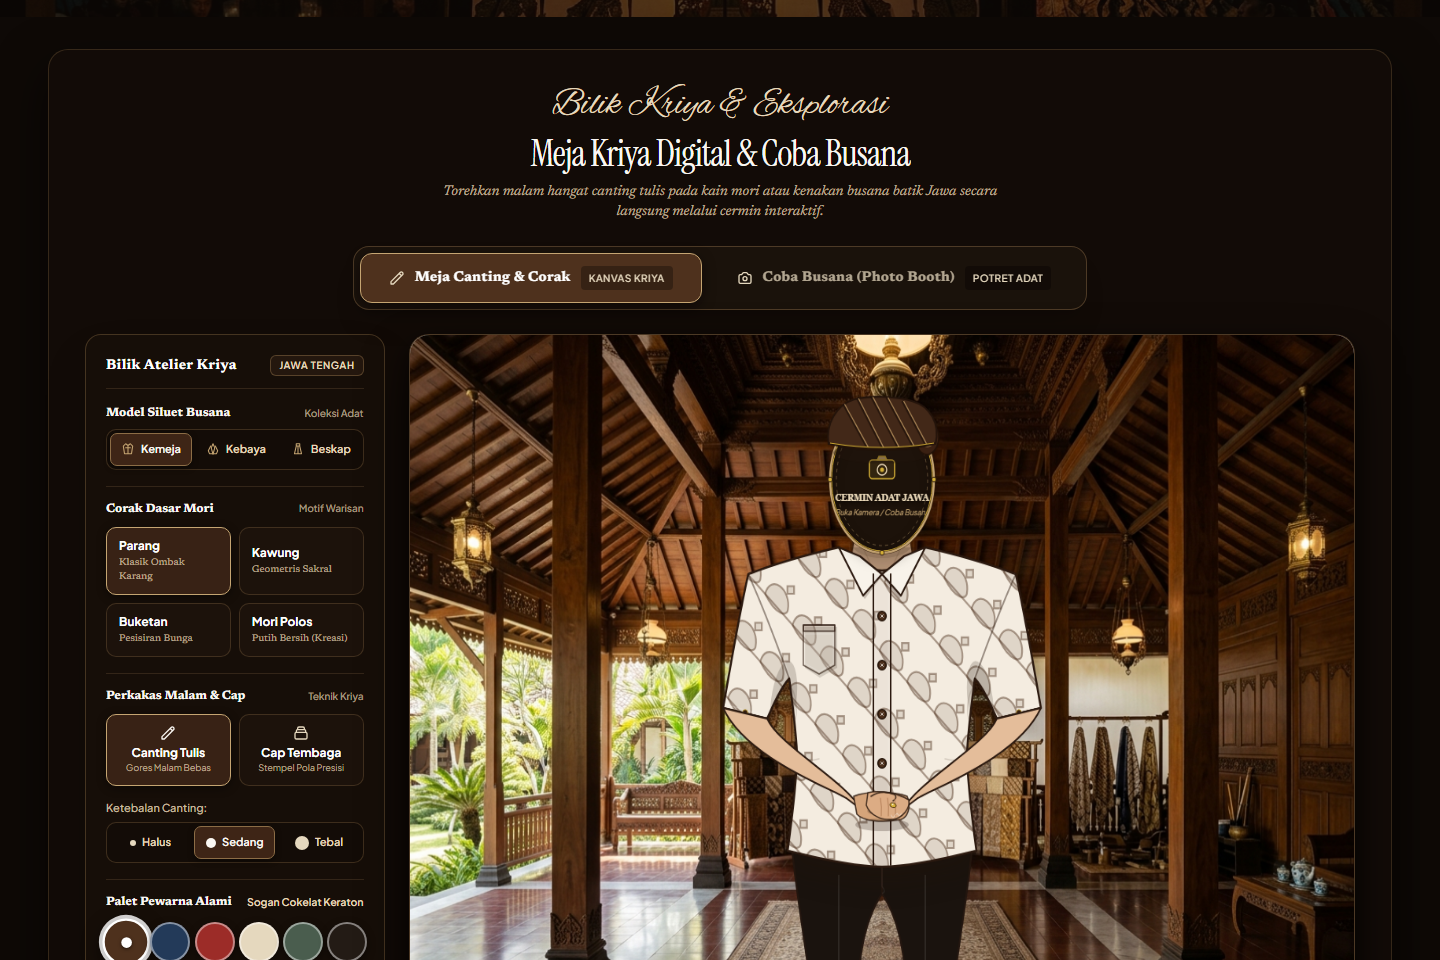 Bilik Kriya & Eksplorasi
Meja Kriya Digital & Coba Busana
Torehkan malam hangat canting tulis pada kain mori atau kenakan busana batik Jawa secara
langsung melalui cermin interaktif.
Meja Canting & Corak KANVAS KRIYA
Coba Busana (Photo Booth) POTRET ADAT
Bilik Atelier Kriya JAWA TENGAH
Model Siluet Busana Koleksi Adat
Kemeja Kebaya Beskap
Corak Dasar Mori Motif Warisan
Parang
Klasik Ombak
Karang
Kawung
Geometris Sakral
Buketan
Pesisiran Bunga
Mori Polos
Putih Bersih (Kreasi)
Perkakas Malam & Cap Teknik Kriya
Canting Tulis
Gores Malam Bebas
Cap Tembaga
Stempel Pola Presisi
Ketebalan Canting:
Halus Sedang Tebal
Palet Pewarna Alami Sogan Cokelat Keraton
CERMIN ADAT JAWA
Buka Kamera / Coba Busan